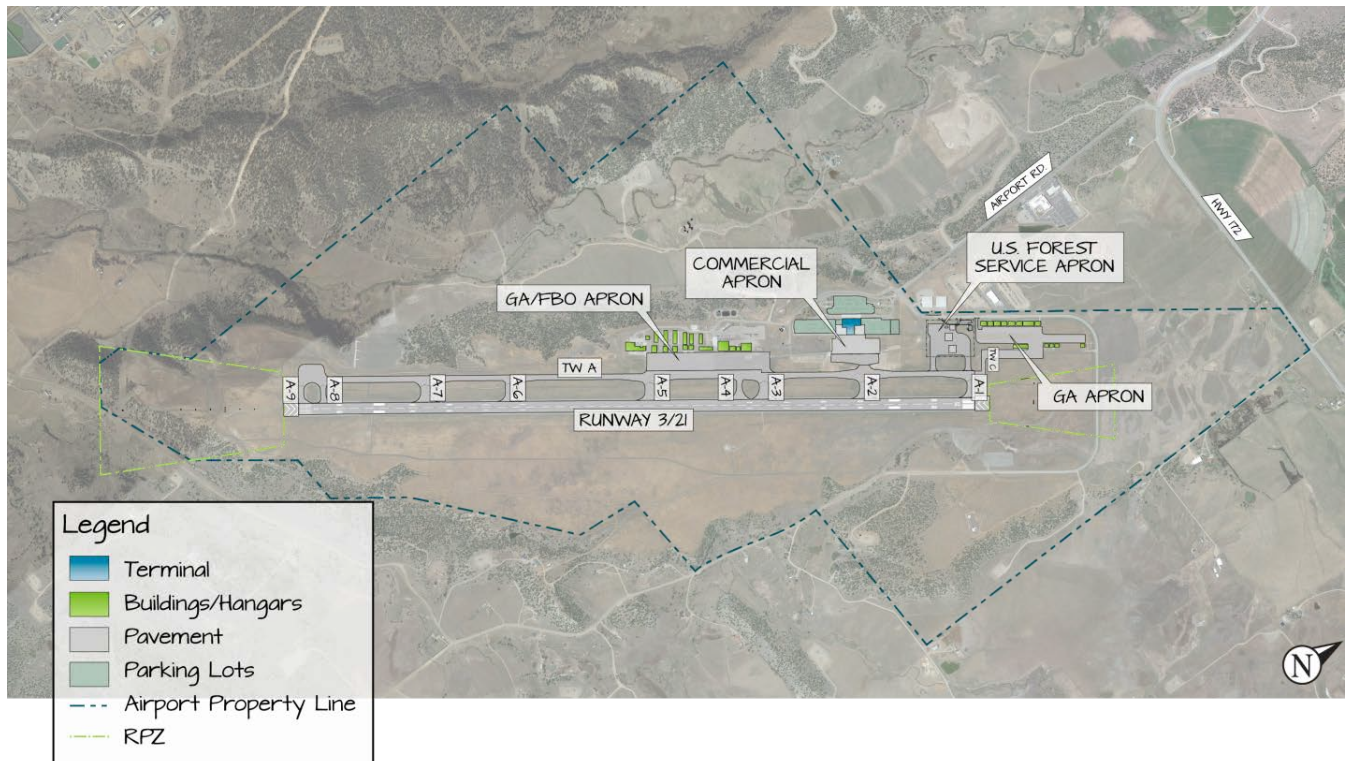 AIRPORT RD.
HWY 172
U.S. FOREST
SERVICE APRON
COMMERCIAL
APRON
GA/FBO APRON
TW A
TW C
GA APRON
A-9
A-8
A-7
A-6
A-5
A-4
A-3
A-2
A-1
RUNWAY 3/21
Legend
Terminal
Buildings/Hangars
Pavement
Parking Lots
Airport Property Line
RPZ
N